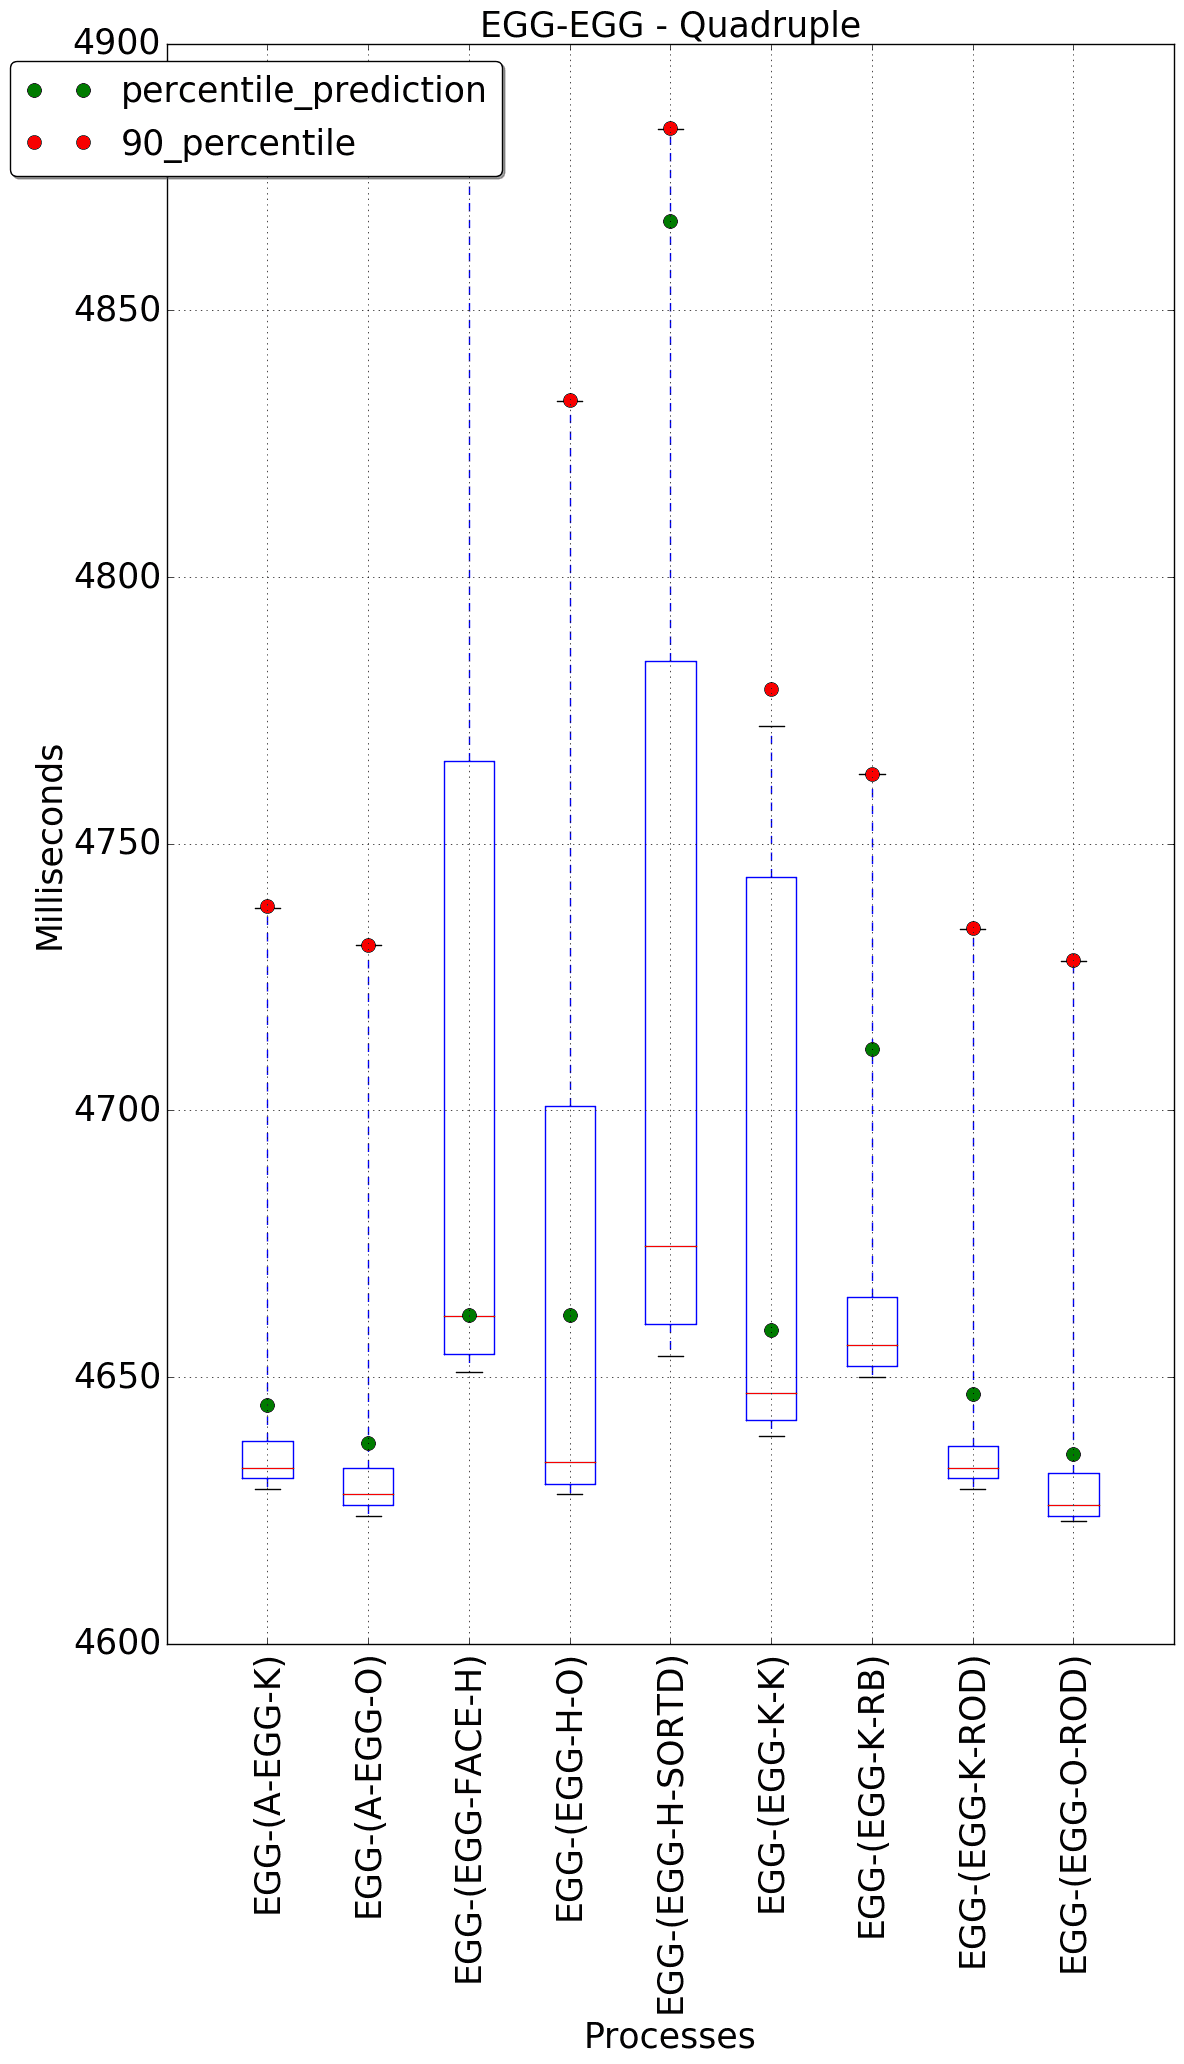 EGG-EGG - Quadruple
percentile_prediction
90_percentile
4900
4850
4800
4750
4700
4650
4600
Milliseconds
EGG-(A-EGG-K)
EGG-(A-EGG-O)
EGG-(EGG-FACE-H)
EGG-(EGG-H-O)
EGG-(EGG-H-SORTD)
EGG-(EGG-K-K)
EGG-(EGG-K-RB)
EGG-(EGG-K-ROD)
EGG-(EGG-O-ROD)
Processes